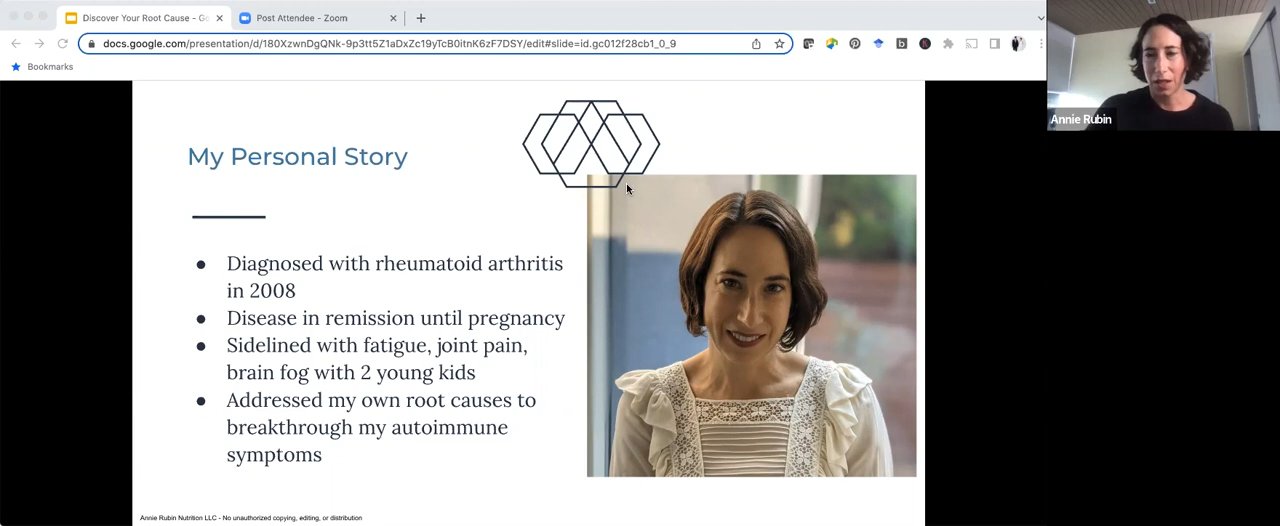 Discover Your Root Cause - Go
Post Attendee - Zoom
docs.google.com/presentation/d/180XzwnDgQNk-9p3tt5Z1aDxZc19yTcB0itnK6zF7DSY/edit#slide=id.gc012f28cb1_0_9
Bookmarks
Annie Rubin
My Personal Story
● Diagnosed with rheumatoid arthritis
in 2008
● Disease in remission until pregnancy
● Sidelined with fatigue, joint pain,
brain fog with 2 young kids
● Addressed my own root causes to
breakthrough my autoimmune
symptoms
Annie Rubin Nutrition LLC - No unauthorized copying, editing, or distribution